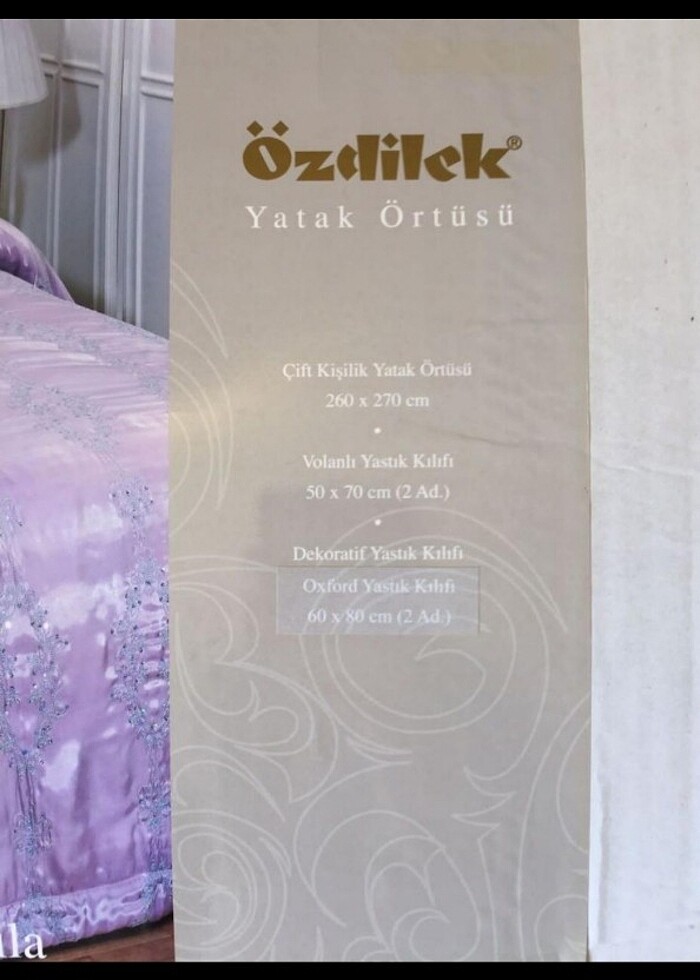 Özdilek®
Yatak Örtüsü
Çift Kişilik Yatak Örtüsü
260 x 270 cm
•
Volanlı Yastık Kılıfı
50 x 70 cm (2 Ad.)
•
Dekoratif Yastık Kılıfı
Oxford Yastık Kılıfı
60 x 80 cm (2 Ad.)